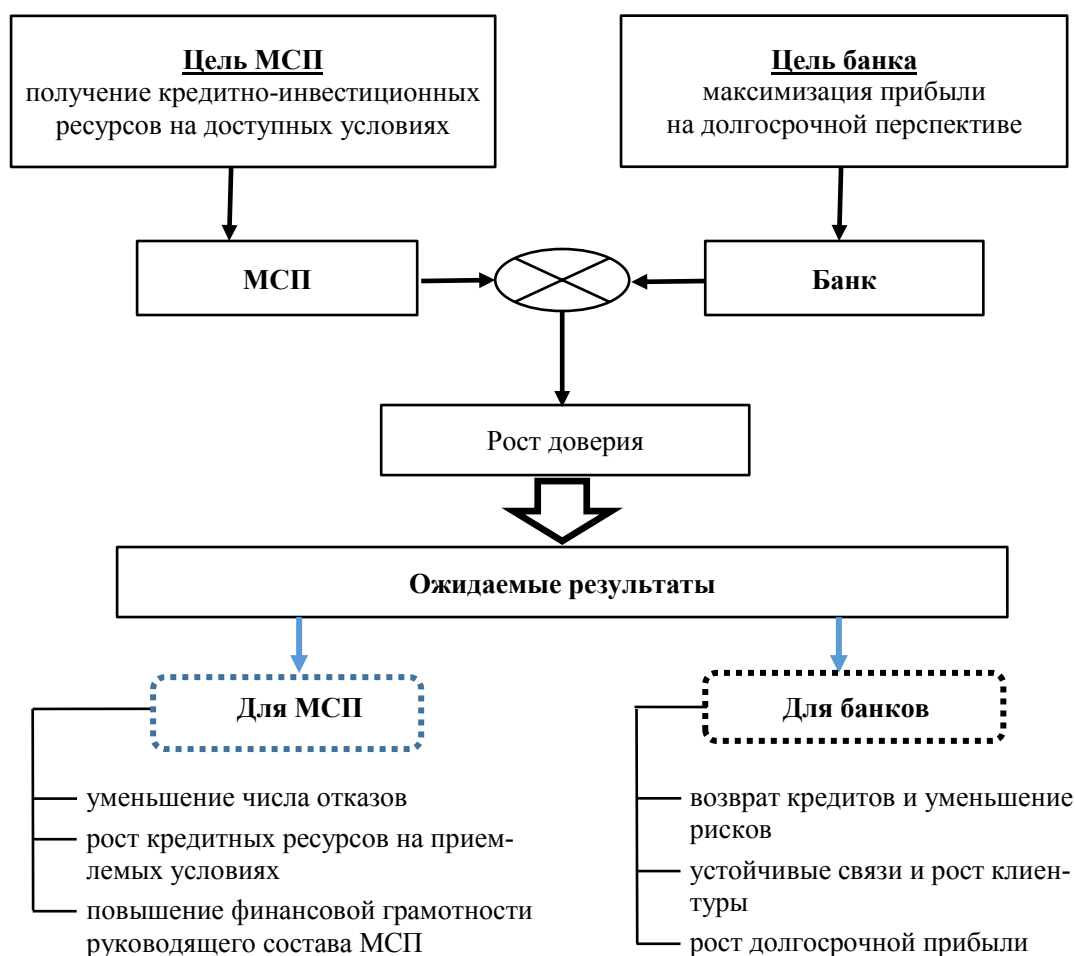 Цель МСП
получение кредитно-инвестиционных
ресурсов на доступных условиях
Цель банка
максимизация прибыли
на долгосрочной перспективе
МСП
Банк
Рост доверия
Ожидаемые результаты
Для МСП
уменьшение числа отказов
рост кредитных ресурсов на прием-
лемых условиях
повышение финансовой грамотности
руководящего состава МСП
Для банков
возврат кредитов и уменьшение
рисков
устойчивые связи и рост клиен-
туры
рост долгосрочной прибыли